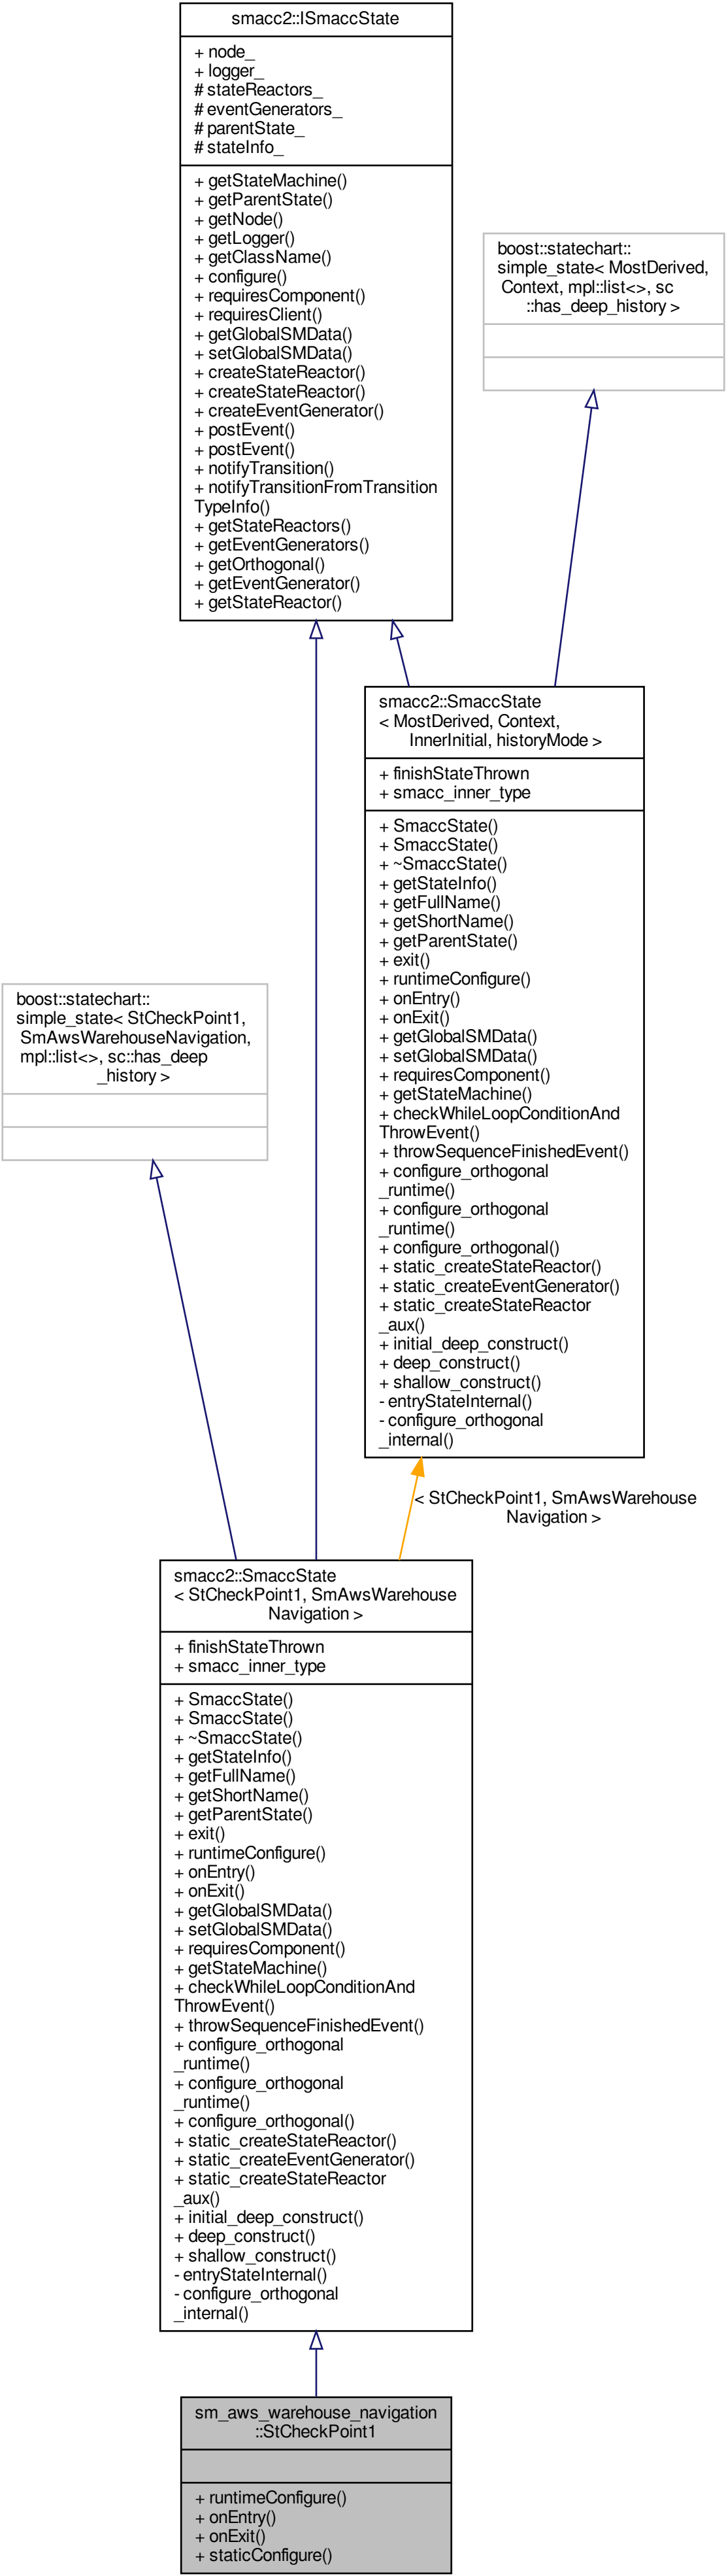 smacc2::ISmaccState
+ node_
+ logger_
# stateReactors_
# eventGenerators_
# parentState_
# stateInfo_
+ getStateMachine()
+ getParentState()
+ getNode()
+ getLogger()
+ getClassName()
+ configure()
+ requiresComponent()
+ requiresClient()
+ getGlobalSMData()
+ setGlobalSMData()
+ createStateReactor()
+ createStateReactor()
+ createEventGenerator()
+ postEvent()
+ postEvent()
+ notifyTransition()
+ notifyTransitionFromTransition
TypeInfo()
+ getStateReactors()
+ getEventGenerators()
+ getOrthogonal()
+ getEventGenerator()
+ getStateReactor()
boost::statechart::
simple_state< MostDerived,
Context, mpl::list<>, sc
::has_deep_history >
smacc2::SmaccState
< MostDerived, Context,
InnerInitial, historyMode >
+ finishStateThrown
+ smacc_inner_type
+ SmaccState()
+ SmaccState()
+ ~SmaccState()
+ getStateInfo()
+ getFullName()
+ getShortName()
+ getParentState()
+ exit()
+ runtimeConfigure()
+ onEntry()
+ onExit()
+ getGlobalSMData()
+ setGlobalSMData()
+ requiresComponent()
+ getStateMachine()
+ checkWhileLoopConditionAnd
ThrowEvent()
+ throwSequenceFinishedEvent()
+ configure_orthogonal
_runtime()
+ configure_orthogonal
_runtime()
+ configure_orthogonal()
+ static_createStateReactor()
+ static_createEventGenerator()
+ static_createStateReactor
_aux()
+ initial_deep_construct()
+ deep_construct()
+ shallow_construct()
- entryStateInternal()
- configure_orthogonal
_internal()
boost::statechart::
simple_state< StCheckPoint1,
SmAwsWarehouseNavigation,
mpl::list<>, sc::has_deep
_history >
< StCheckPoint1, SmAwsWarehouse
Navigation >
smacc2::SmaccState
< StCheckPoint1, SmAwsWarehouse
Navigation >
+ finishStateThrown
+ smacc_inner_type
+ SmaccState()
+ SmaccState()
+ ~SmaccState()
+ getStateInfo()
+ getFullName()
+ getShortName()
+ getParentState()
+ exit()
+ runtimeConfigure()
+ onEntry()
+ onExit()
+ getGlobalSMData()
+ setGlobalSMData()
+ requiresComponent()
+ getStateMachine()
+ checkWhileLoopConditionAnd
ThrowEvent()
+ throwSequenceFinishedEvent()
+ configure_orthogonal
_runtime()
+ configure_orthogonal
_runtime()
+ configure_orthogonal()
+ static_createStateReactor()
+ static_createEventGenerator()
+ static_createStateReactor
_aux()
+ initial_deep_construct()
+ deep_construct()
+ shallow_construct()
- entryStateInternal()
- configure_orthogonal
_internal()
sm_aws_warehouse_navigation
::StCheckPoint1
+ runtimeConfigure()
+ onEntry()
+ onExit()
+ staticConfigure()